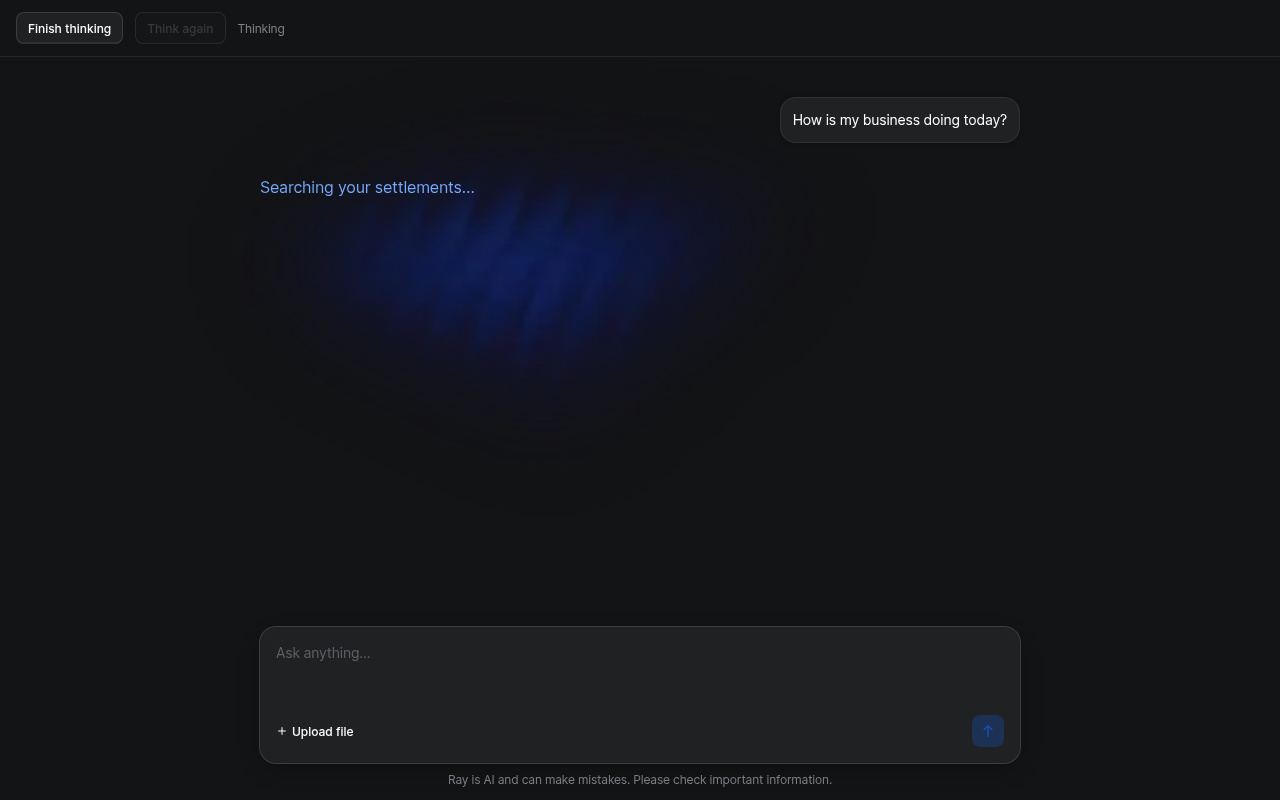 Finish thinking
Think again
Thinking
How is my business doing today?
Searching your settlements...
Ask anything...
+ Upload file
Ray is AI and can make mistakes. Please check important information.